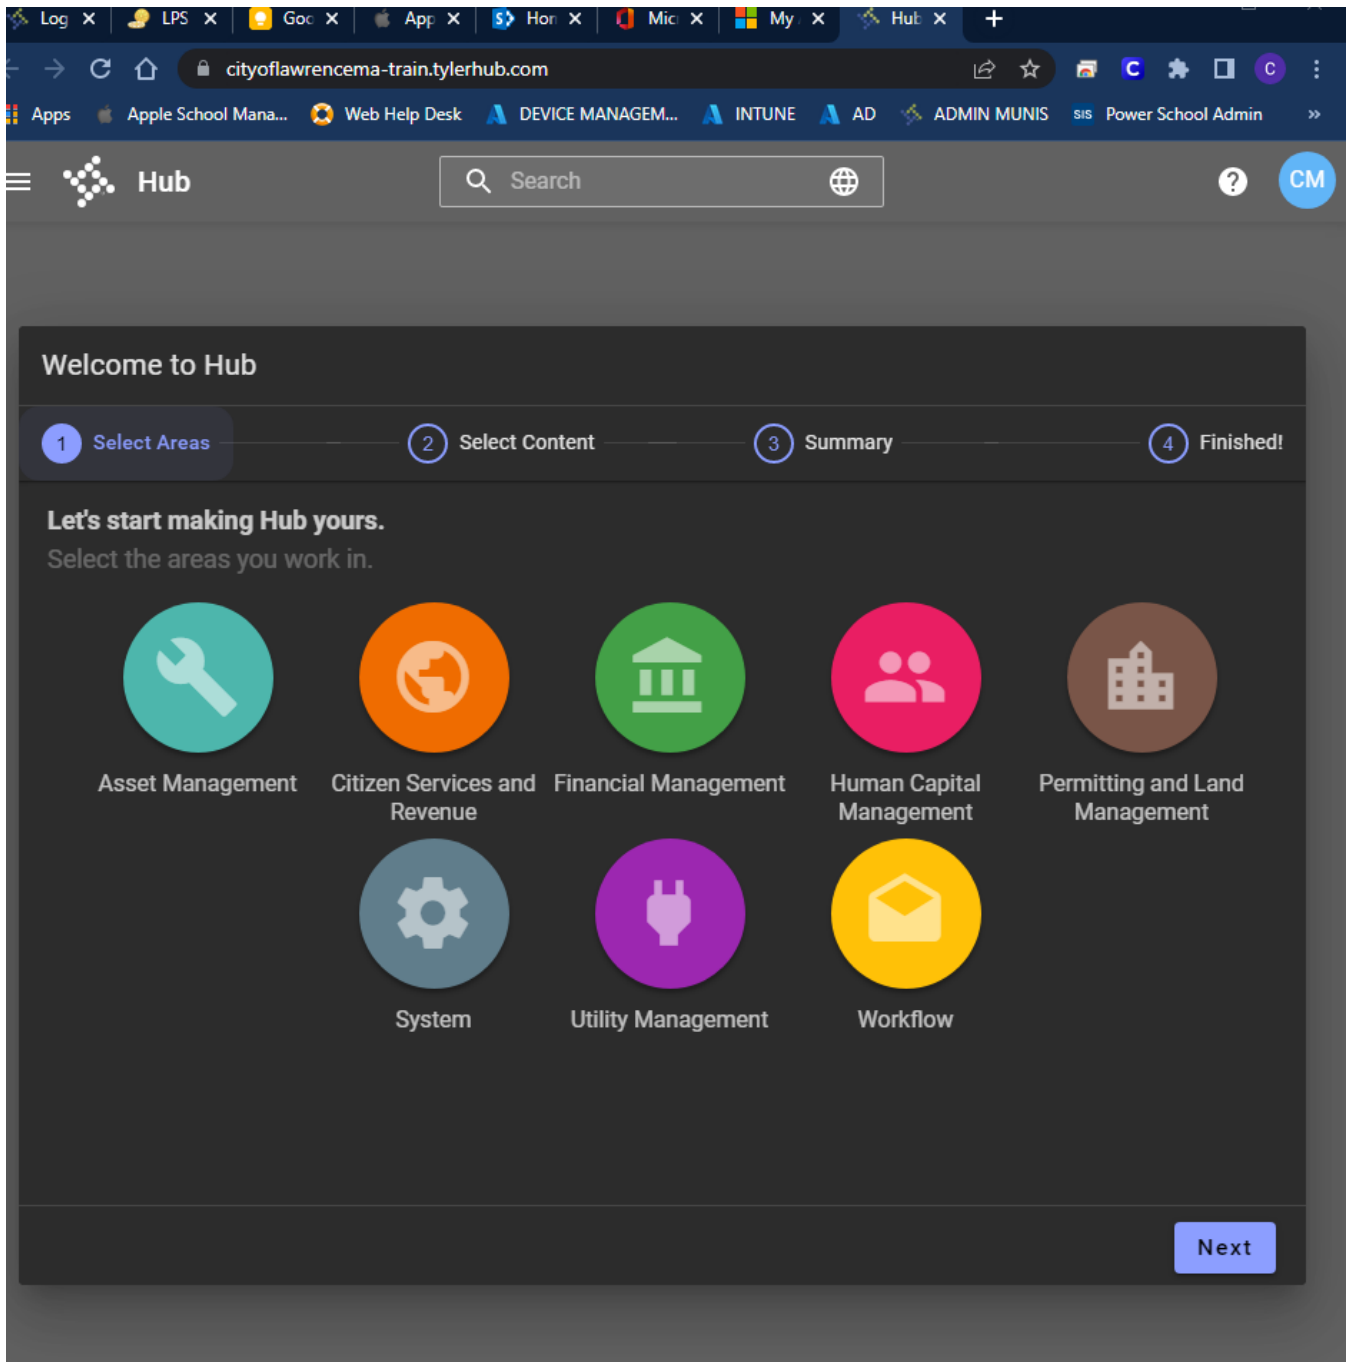 Log LPS Goo App Hon Mic My Hub
cityoflawrencema-train.tylerhub.com C C
Apps Apple School Mana... Web Help Desk DEVICE MANAGEM... INTUNE AD ADMIN MUNIS SIS Power School Admin »
Hub Search ? CM
Welcome to Hub
1 Select Areas 2 Select Content 3 Summary 4 Finished!
Let's start making Hub yours.
Select the areas you work in.
Asset Management Citizen Services and Financial Management Human Capital Permitting and Land
Revenue Management Management
System Utility Management Workflow
Next